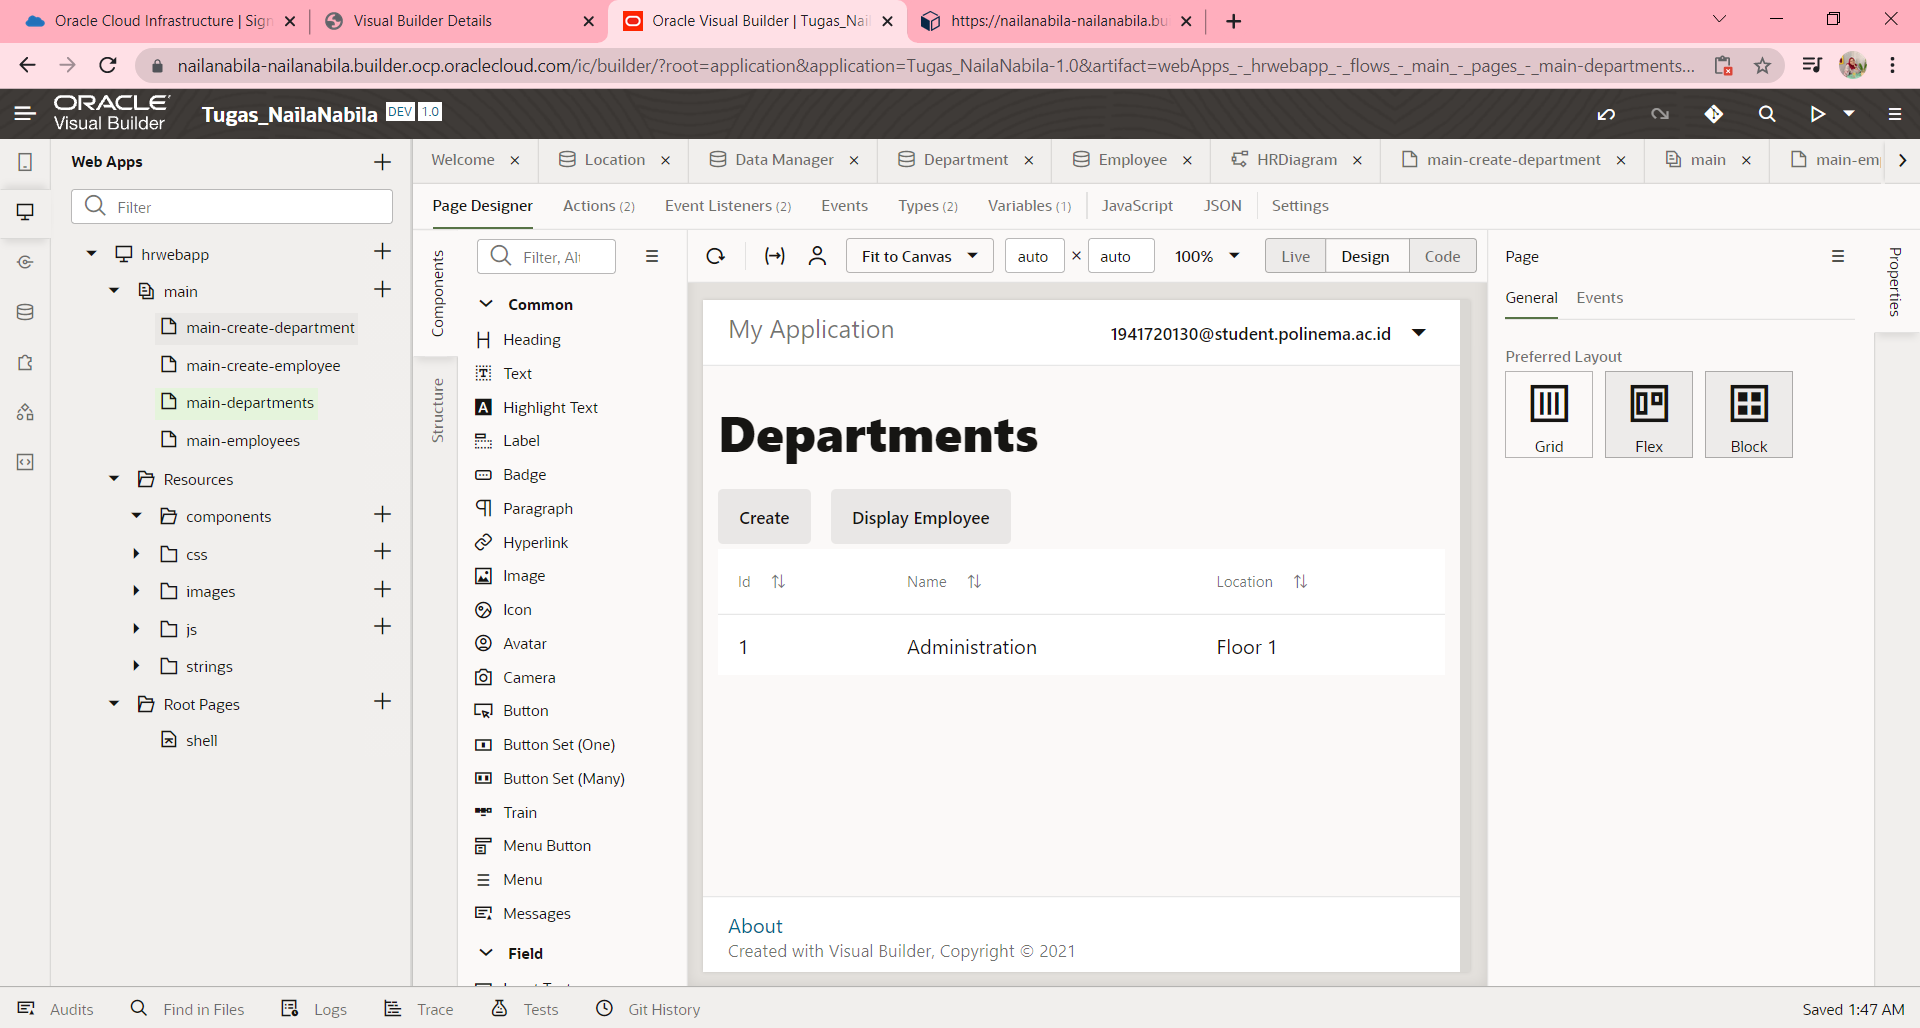 Oracle Cloud Infrastructure | Sign
Visual Builder Details
Oracle Visual Builder | Tugas_Nail
https://nailanabila-nailanabila.bu
nailanabila-nailanabila.builder.ocp.oraclecloud.com/ic/builder/?root=application&application=Tugas_NailaNabila-1.0&artifact=webApps_-_hrwebapp_-_flows_-_main_-_pages_-_main-departments...
ORACLE
Visual Builder
Tugas_NailaNabila
DEV
1.0
Web Apps
Filter
hrwebapp
main
main-create-department
main-create-employee
main-departments
main-employees
Resources
components
css
images
js
strings
Root Pages
shell
Welcome
Location
Data Manager
Department
Employee
HRDiagram
main-create-department
main
main-em
Page Designer
Actions (2)
Event Listeners (2)
Events
Types (2)
Variables (1)
JavaScript
JSON
Settings
Components
Structure
Filter, Al
Common
Heading
Text
Highlight Text
Label
Badge
Paragraph
Hyperlink
Image
Icon
Avatar
Camera
Button
Button Set (One)
Button Set (Many)
Train
Menu Button
Menu
Messages
Field
Fit to Canvas
auto × auto
100%
Live
Design
Code
My Application
1941720130@student.polinema.ac.id
Departments
Create
Display Employee
Id Name Location
1 Administration Floor 1
About
Created with Visual Builder, Copyright © 2021
Page
General
Events
Preferred Layout
Grid
Flex
Block
Properties
Audits
Find in Files
Logs
Trace
Tests
Git History
Saved 1:47 AM